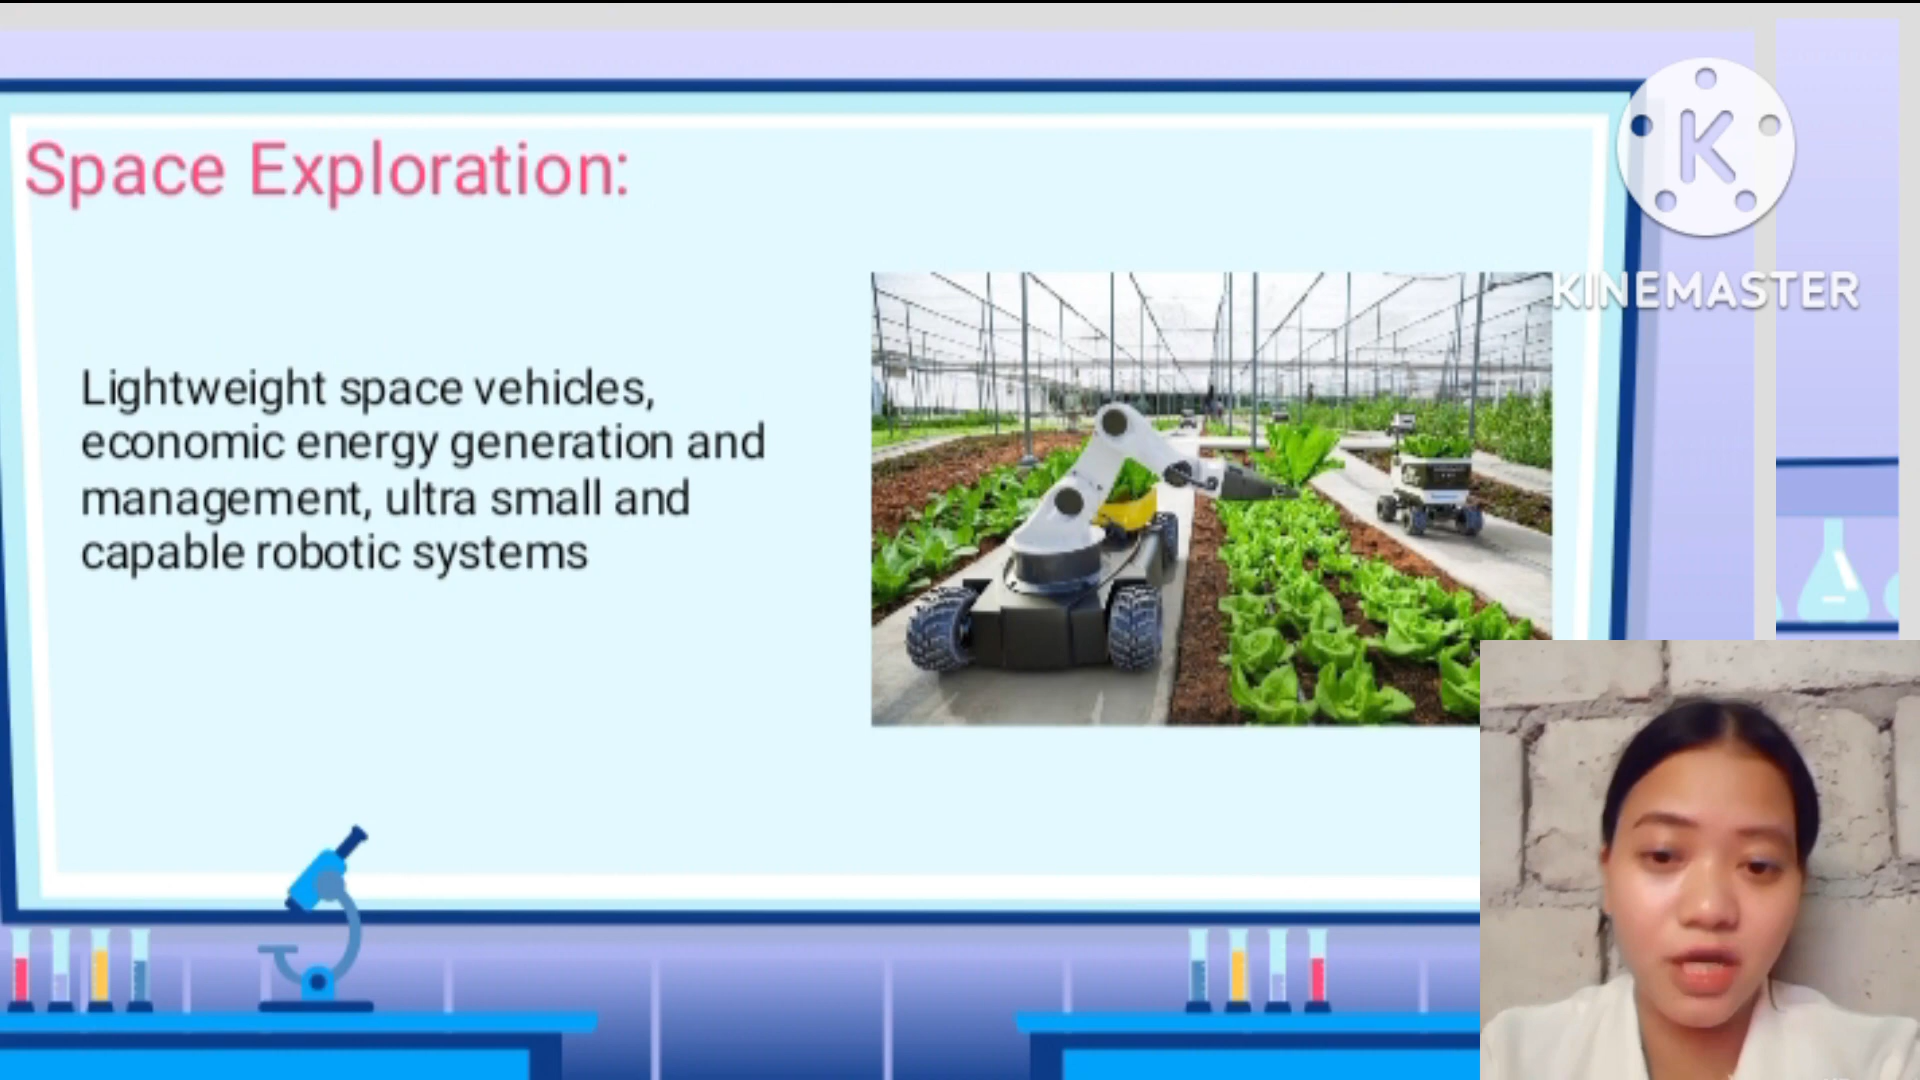 Space Exploration:
Lightweight space vehicles,
economic energy generation and
management, ultra small and
capable robotic systems
K
KINEMASTER